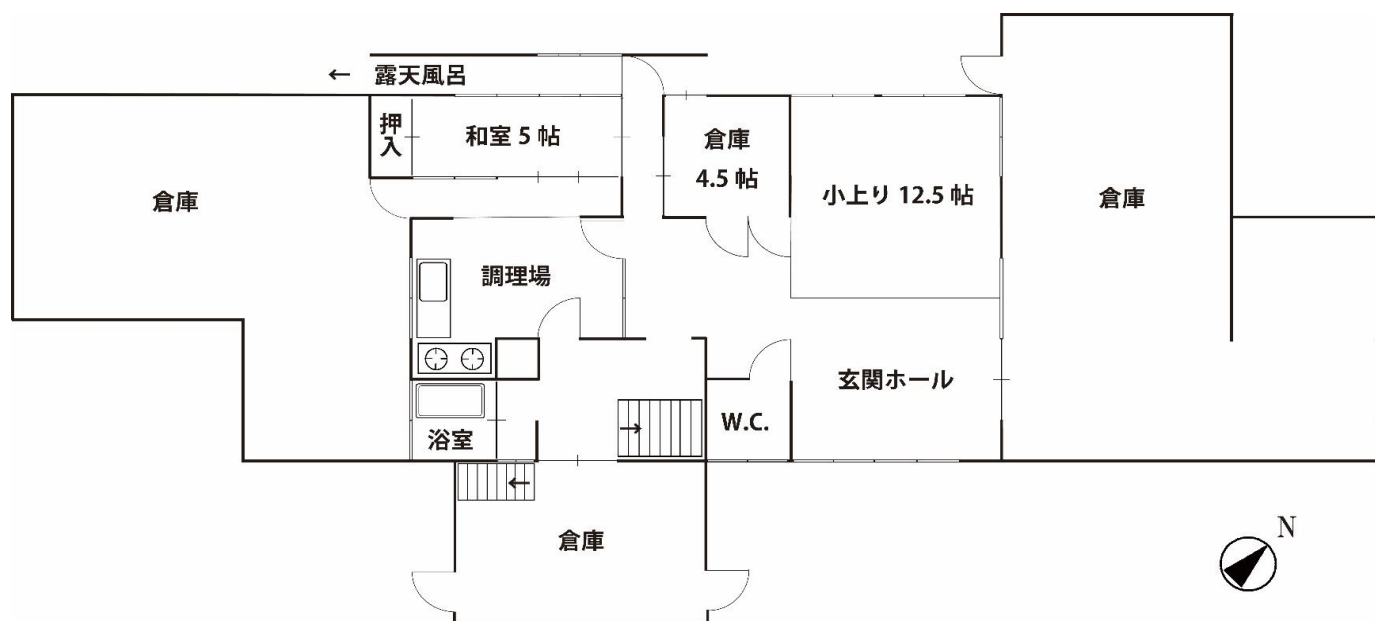 ← 露天風呂
押入
和室 5 帖
倉庫
4.5 帖
小上り 12.5 帖
倉庫
倉庫
調理場
玄関ホール
W.C.
→
浴室
←
倉庫
N